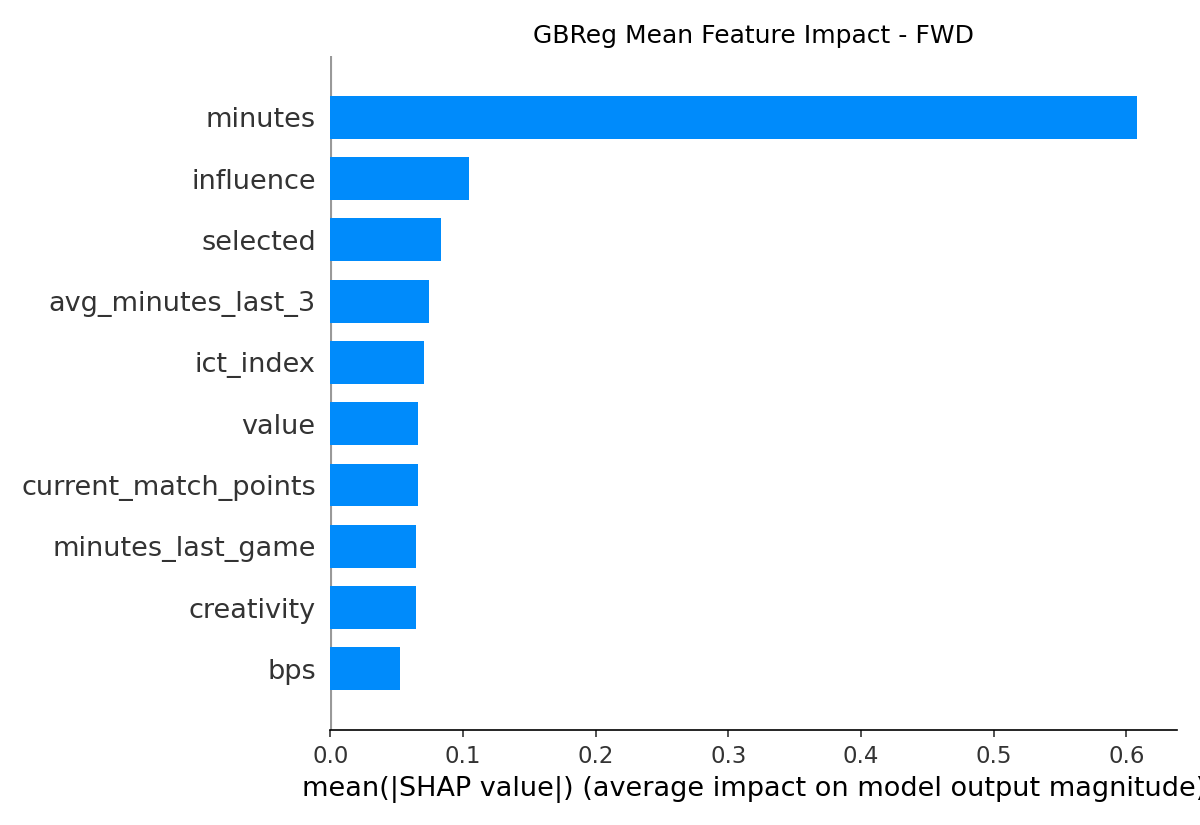 GBReg Mean Feature Impact - FWD
minutes
influence
selected
avg_minutes_last_3
ict_index
value
current_match_points
minutes_last_game
creativity
bps
0.0 0.1 0.2 0.3 0.4 0.5 0.6
mean(|SHAP value|) (average impact on model output magnitude)